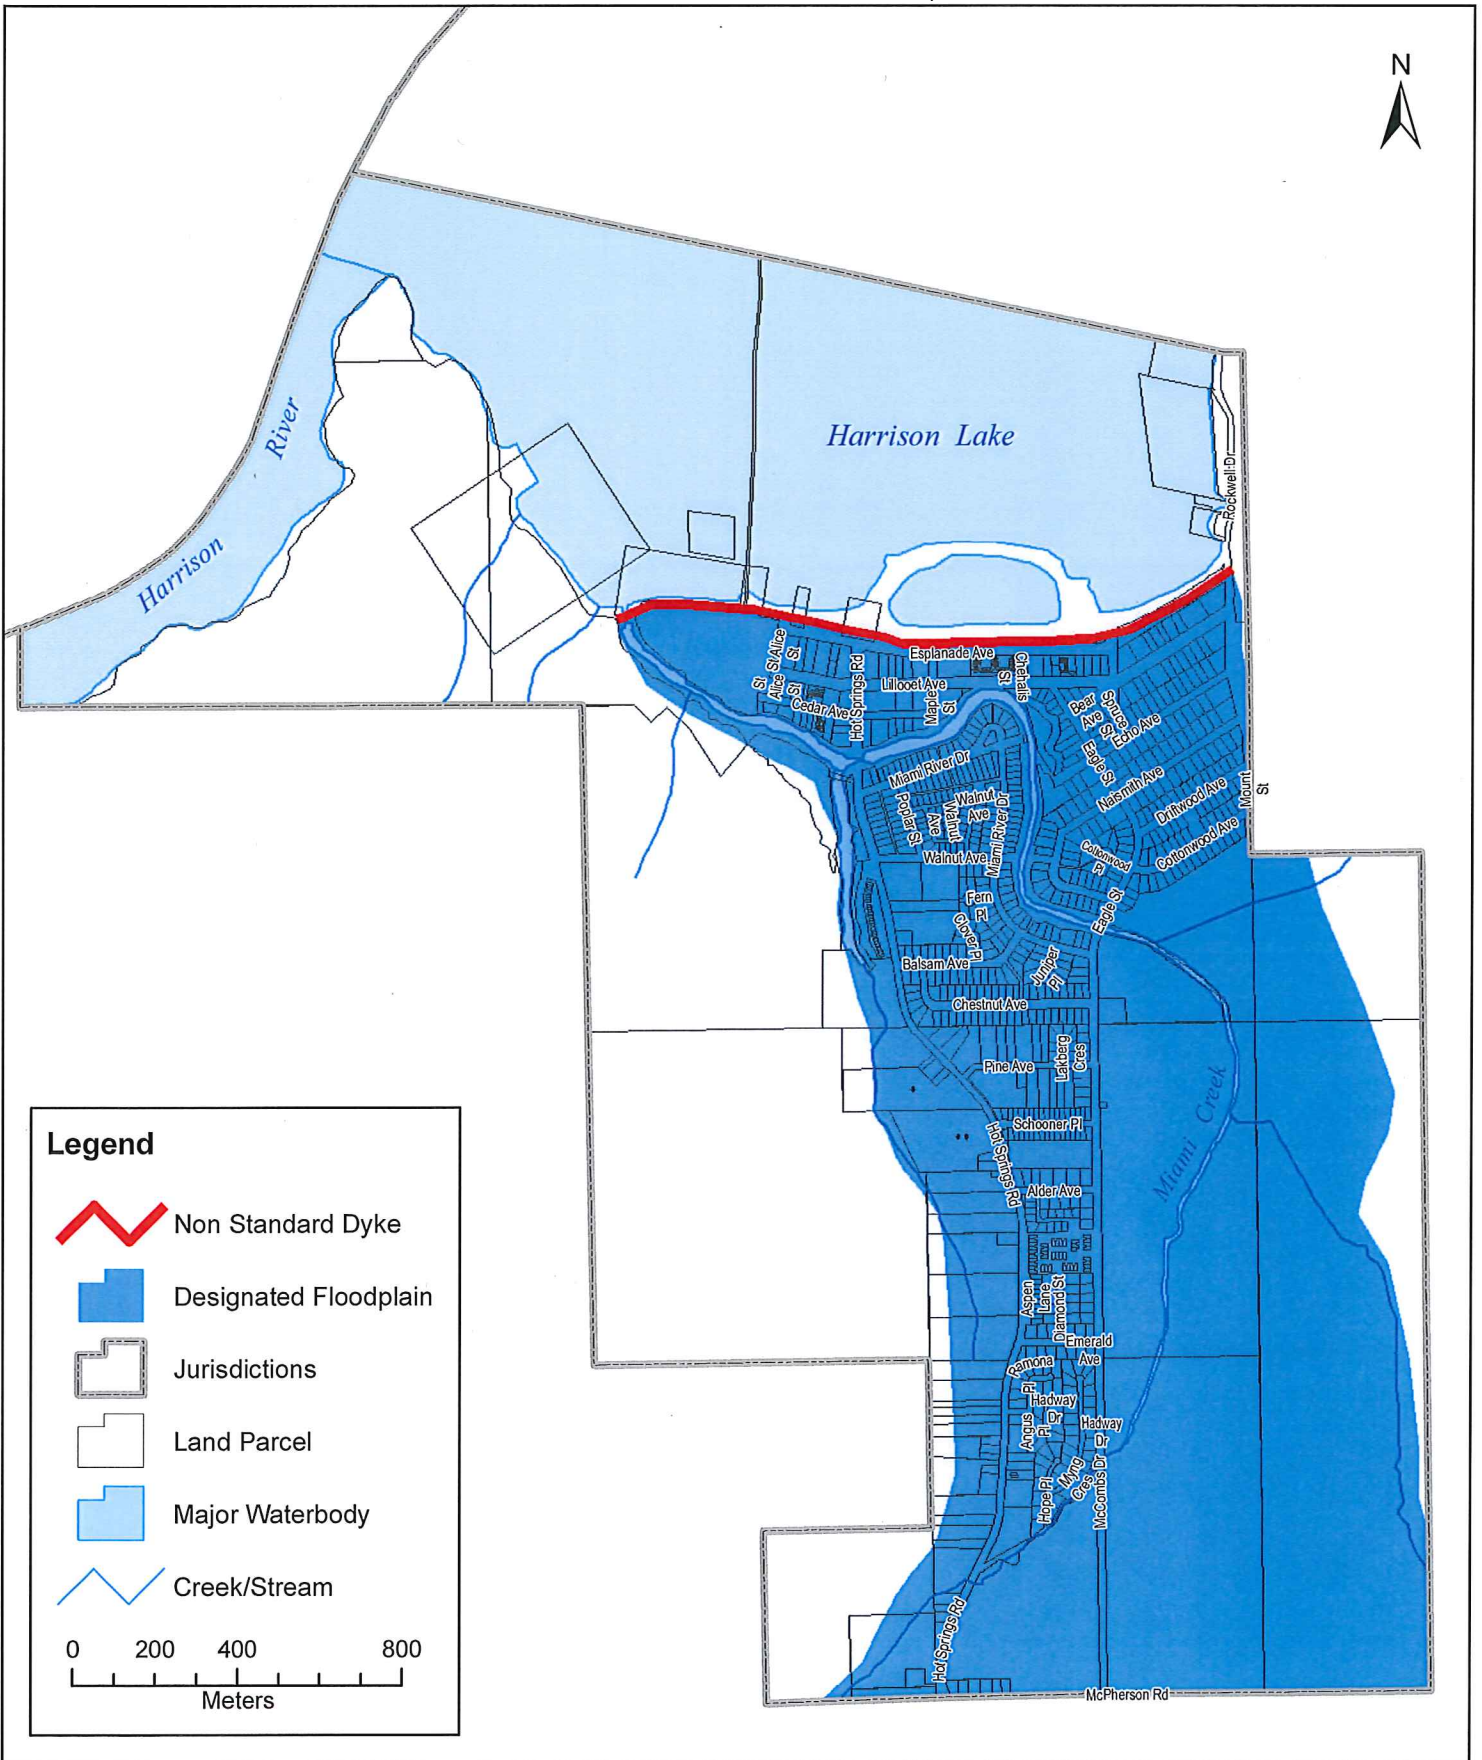 N
Harrison Lake
River
Harrison
Rockwell Dr
Esplanade Ave
Alice
St
Alice St
St
Alice
St
Cedar Ave
Hot Springs Rd
Lillooet Ave
Maple
St
Chehalis
St
Bear
Ave
Spruce
St
Echo Ave
Eagle St
Naismith Ave
Driftwood Ave
Cottonwood Ave
Mount
St
Miami River Dr
Poplar St
Walnut
Ave
Walnut
Ave
Miami River Dr
Walnut Ave
Cottonwood
Pl
Eagle St
Fern
Pl
Clover Pl
Balsam Ave
Juniper
Pl
Chestnut Ave
Pine Ave
Lakberg
Cres
Schooner Pl
Hot Springs Rd
Alder Ave
Miami Creek
Aspen
Lane
Diamond St
Emerald
Ave
Ramona
Pl
Hadway
Dr
Angus
Pl
Hadway
Dr
Myng
Cres
Hope Pl
McCombs Dr
Hot Springs Rd
McPherson Rd
Legend
Non Standard Dyke
Designated Floodplain
Jurisdictions
Land Parcel
Major Waterbody
Creek/Stream
0 200 400 800
Meters